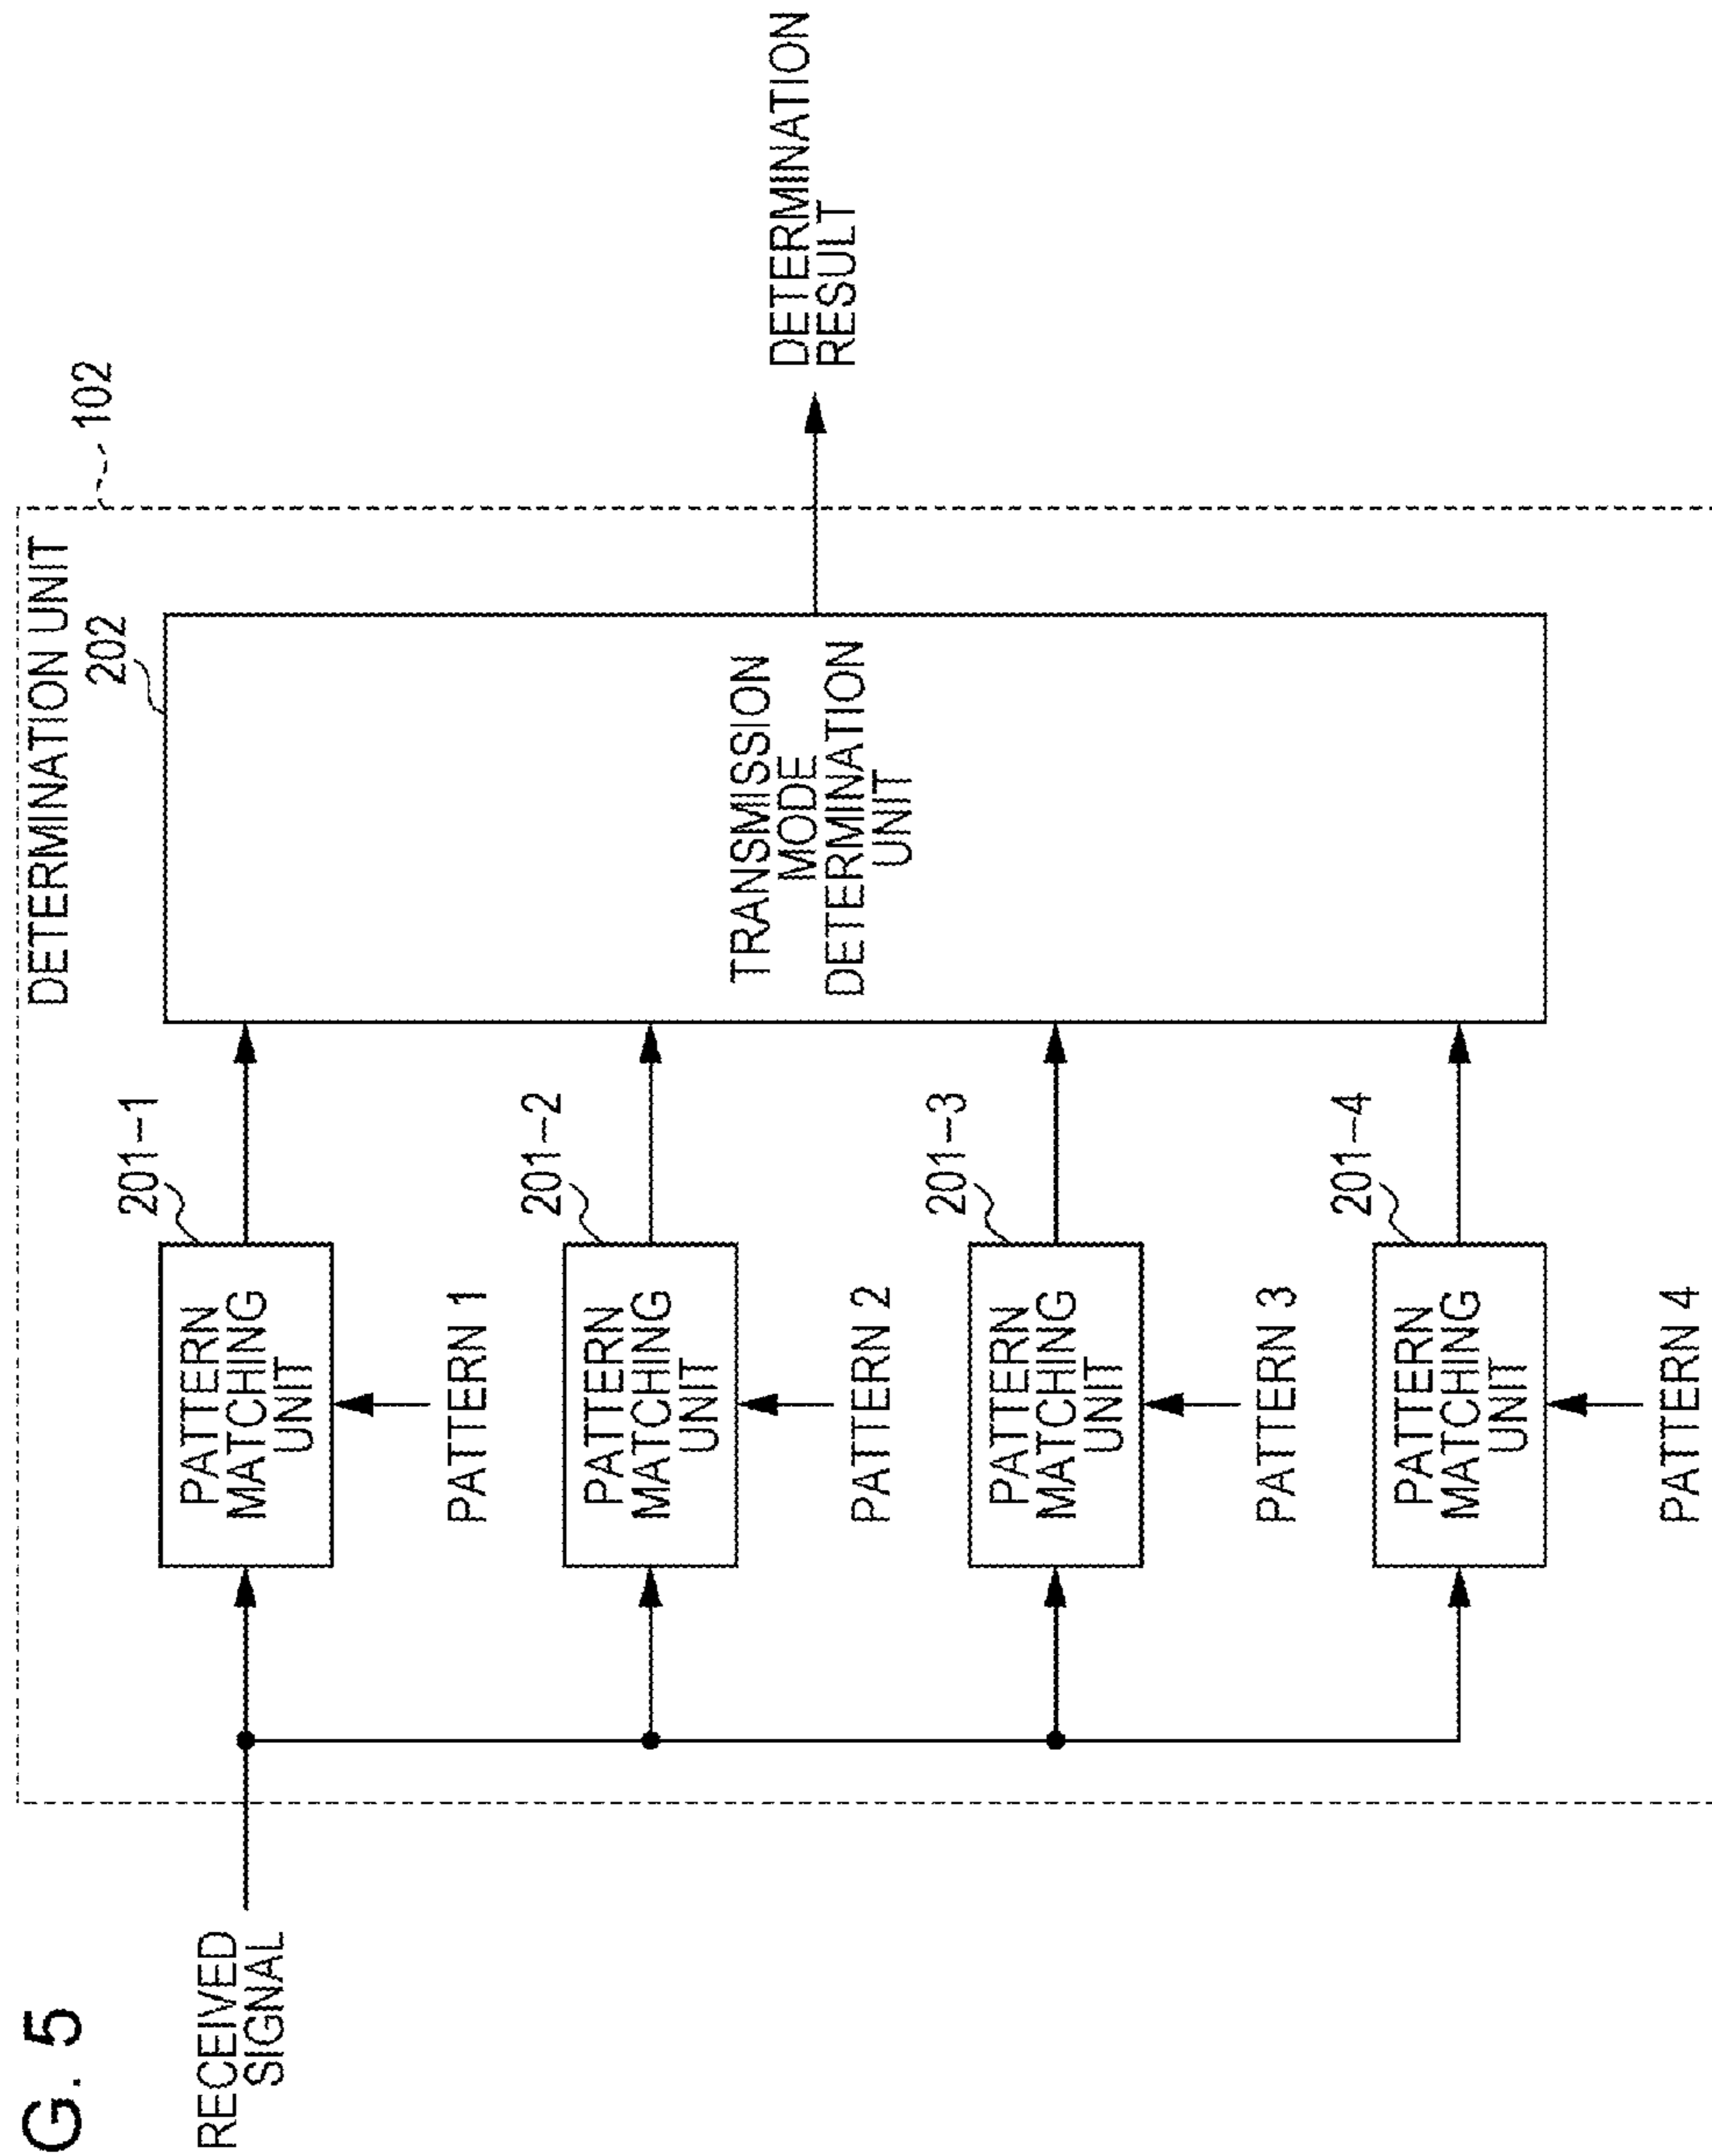 G. 5
DETERMINATION UNIT
102
202
RECEIVED
SIGNAL
201-1
PATTERN
MATCHING
UNIT
PATTERN 1
201-2
PATTERN
MATCHING
UNIT
PATTERN 2
201-3
PATTERN
MATCHING
UNIT
PATTERN 3
201-4
PATTERN
MATCHING
UNIT
PATTERN 4
TRANSMISSION
MODE
DETERMINATION
UNIT
DETERMINATION
RESULT